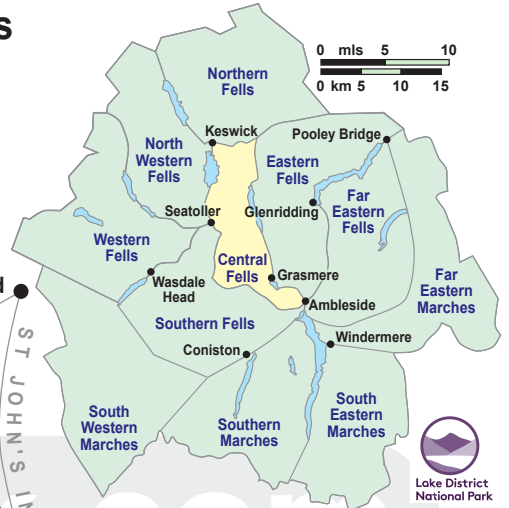 s
0 mls 5 10
0 km 5 10 15
Northern
Fells
Keswick
Pooley Bridge
North
Western
Fells
Eastern
Fells
Far
Eastern
Fells
Seatoller
Glenridding
Western
Fells
Central
Fells
Grasmere
Wasdale
Head
Far
Eastern
Marches
Ambleside
Southern Fells
Windermere
Coniston
d
ST JOHN'S
South
Western
Marches
Southern
Marches
South
Eastern
Marches
Lake District
National Park